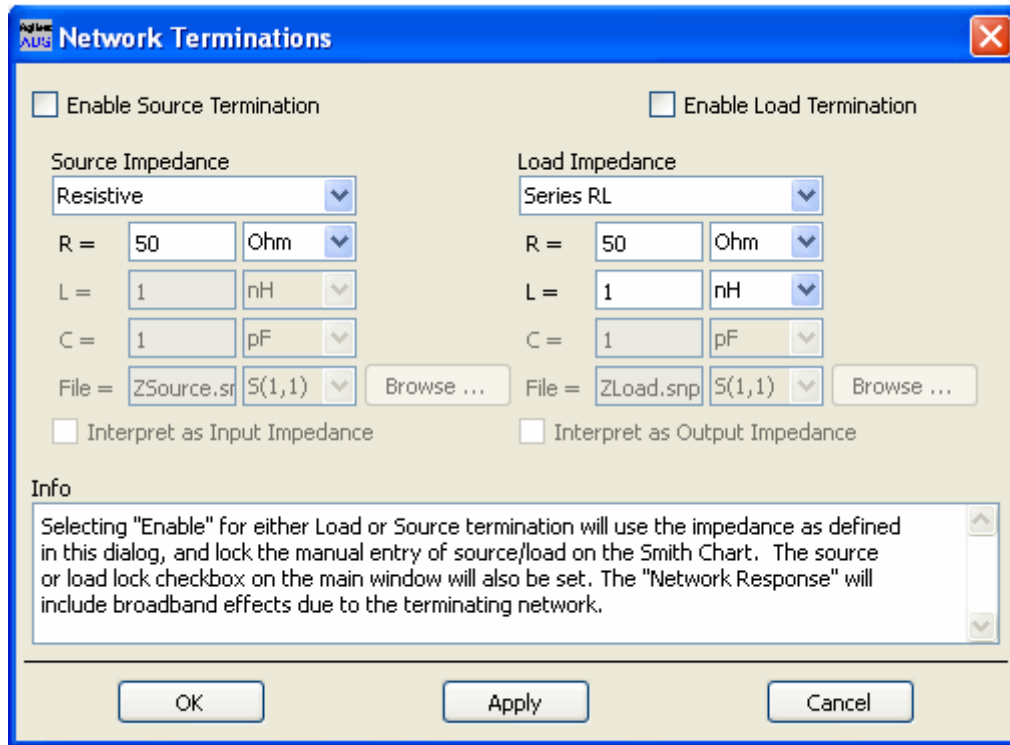 Agilent
ADS
Network Terminations
Enable Source Termination
Enable Load Termination
Source Impedance
Resistive
R = 50 Ohm
L = 1 nH
C = 1 pF
File = ZSource.sn S(1,1) Browse ...
Interpret as Input Impedance
Load Impedance
Series RL
R = 50 Ohm
L = 1 nH
C = 1 pF
File = ZLoad.snp S(1,1) Browse ...
Interpret as Output Impedance
Info
Selecting "Enable" for either Load or Source termination will use the impedance as defined
in this dialog, and lock the manual entry of source/load on the Smith Chart.  The source
or load lock checkbox on the main window will also be set. The "Network Response" will
include broadband effects due to the terminating network.
OK
Apply
Cancel